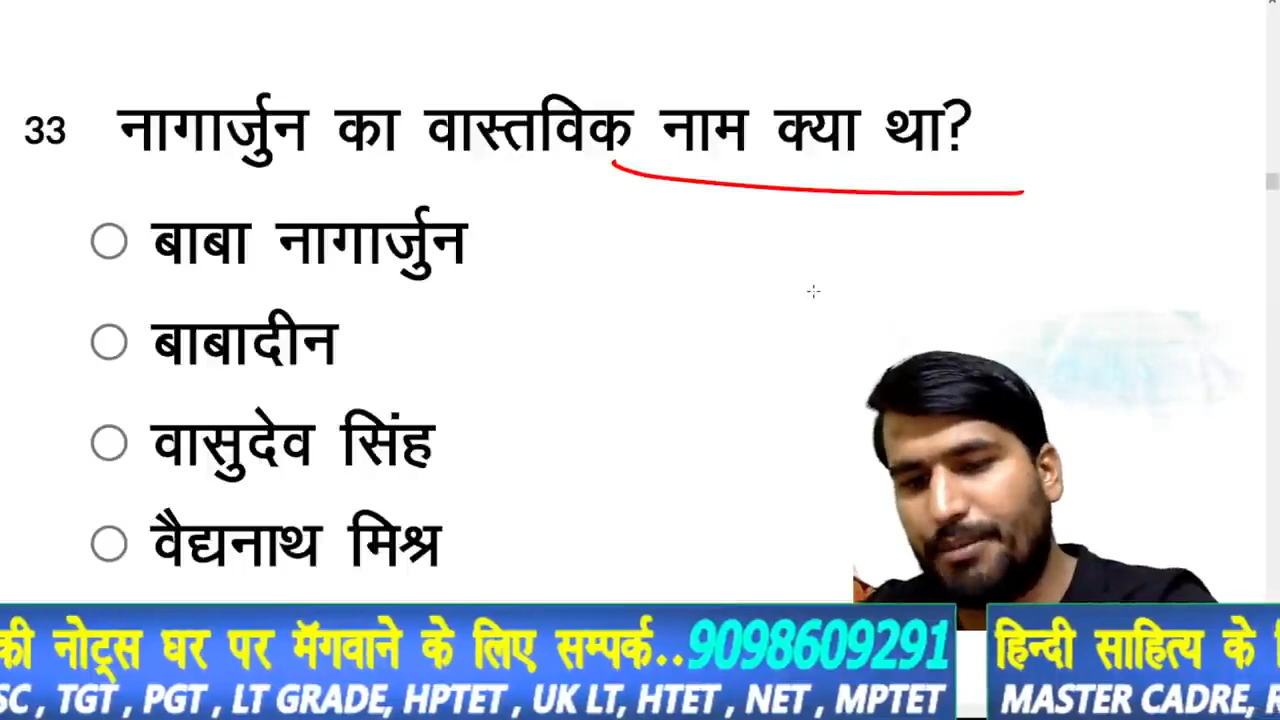 33 नागार्जुन का वास्तविक नाम क्या था?
बाबा नागार्जुन
बाबादीन
वासुदेव सिंह
वैद्यनाथ मिश्र
की नोट्स घर पर मॅगवाने के लिए सम्पर्क..9098609291 हिन्दी साहित्य के
SC , TGT , PGT , LT GRADE, HPTET , UK LT, HTET , NET , MPTET MASTER CADRE,